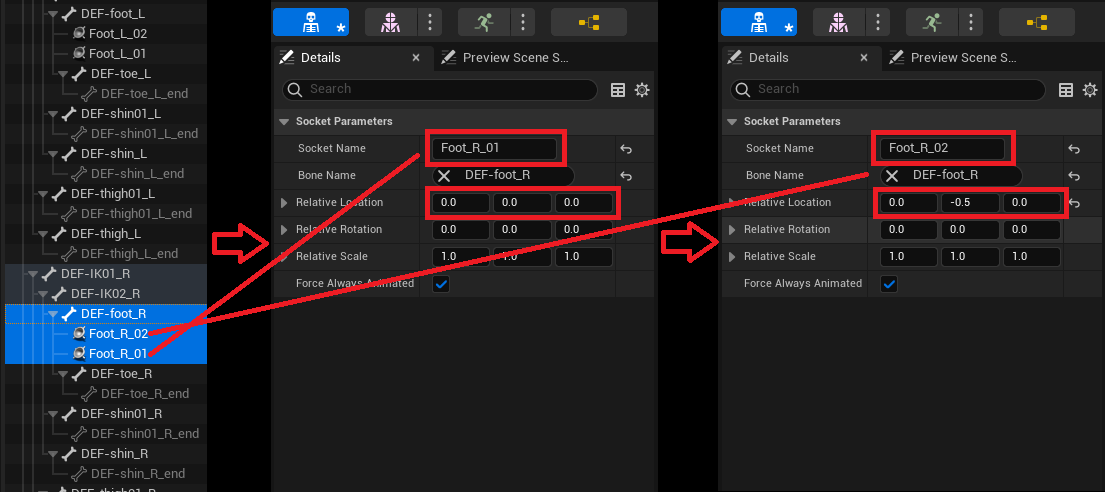 DEF-foot_L
Foot_L_02
Foot_L_01
DEF-toe_L
DEF-toe_L_end
DEF-shin01_L
DEF-shin01_L_end
DEF-shin_L
DEF-shin_L_end
DEF-thigh01_L
DEF-thigh01_L_end
DEF-thigh_L
DEF-thigh_L_end
DEF-IK01_R
DEF-IK02_R
DEF-foot_R
Foot_R_02
Foot_R_01
DEF-toe_R
DEF-toe_R_end
DEF-shin01_R
DEF-shin01_R_end
DEF-shin_R
DEF-shin_R_end
DEF-thigh01_R
Details
Preview Scene S...
Search
Socket Parameters
Socket Name Foot_R_01
Bone Name DEF-foot_R
Relative Location 0.0 0.0 0.0
Relative Rotation 0.0 0.0 0.0
Relative Scale 1.0 1.0 1.0
Force Always Animated
Details
Preview Scene S...
Search
Socket Parameters
Socket Name Foot_R_02
Bone Name DEF-foot_R
Relative Location 0.0 -0.5 0.0
Relative Rotation 0.0 0.0 0.0
Relative Scale 1.0 1.0 1.0
Force Always Animated